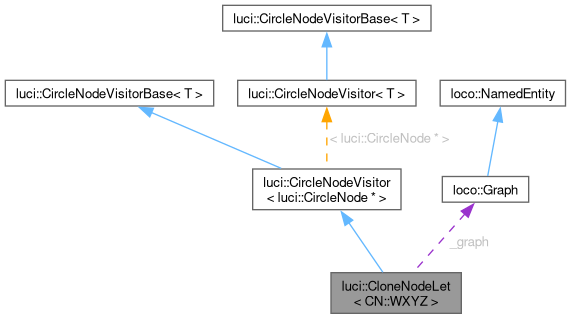 luci::CircleNodeVisitorBase< T >
luci::CircleNodeVisitorBase< T >
luci::CircleNodeVisitor< T >
loco::NamedEntity
< luci::CircleNode * >
luci::CircleNodeVisitor
< luci::CircleNode * >
loco::Graph
_graph
luci::CloneNodeLet
< CN::WXYZ >